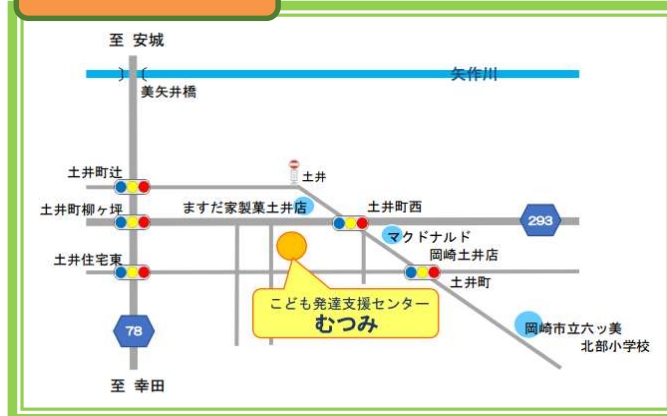 至 安城
矢作川
美矢井橋
土井町辻
土井
土井町柳ヶ坪
ますだ家製菓土井店
土井町西
293
マクドナルド
岡崎土井店
土井住宅東
土井町
こども発達支援センター
むつみ
78
岡崎市立六ッ美
北部小学校
至 幸田